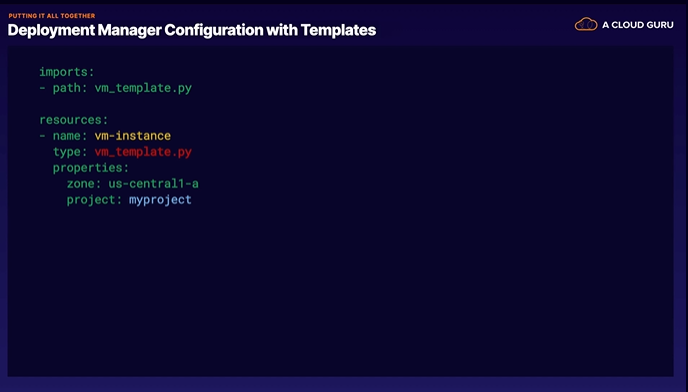 PUTTING IT ALL TOGETHER
Deployment Manager Configuration with Templates
A CLOUD GURU
imports:
- path: vm_template.py
resources:
- name: vm-instance
  type: vm_template.py
  properties:
    zone: us-central1-a
    project: myproject